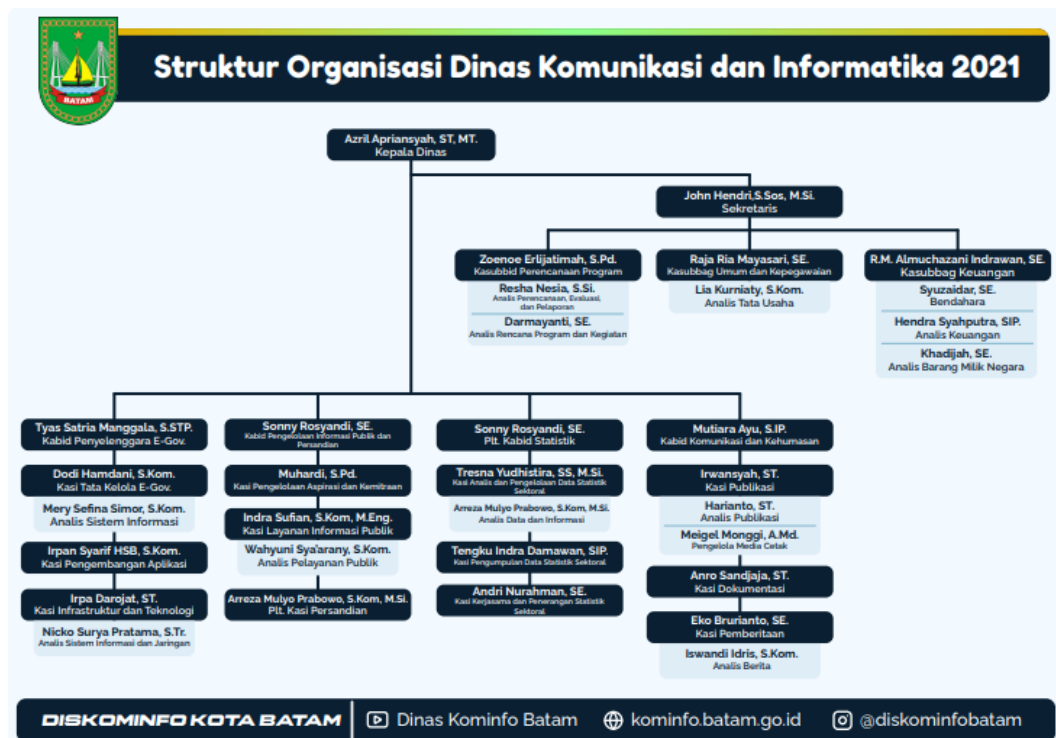 BATAM
Struktur Organisasi Dinas Komunikasi dan Informatika 2021
Azril Apriansyah, ST, MT.
Kepala Dinas
John Hendri,S.Sos, M.Si.
Sekretaris
Zoenoe Erlijatimah, S.Pd.
Kasubbid Perencanaan Program
Resha Nesia, S.Si.
Analis Perencanaan, Evaluasi,
dan Pelaporan
Darmayanti, SE.
Analis Rencana Program dan Kegiatan
Raja Ria Mayasari, SE.
Kasubbag Umum dan Kepegawaian
Lia Kurniaty, S.Kom.
Analis Tata Usaha
R.M. Almuchazani Indrawan, SE.
Kasubbag Keuangan
Syuzaidar, SE.
Bendahara
Hendra Syahputra, SIP.
Analis Keuangan
Khadijah, SE.
Analis Barang Milik Negara
Tyas Satria Manggala, S.STP.
Kabid Penyelenggara E-Gov.
Dodi Hamdani, S.Kom.
Kasi Tata Kelola E-Gov.
Mery Sefina Simor, S.Kom.
Analis Sistem Informasi
Irpan Syarif HSB, S.Kom.
Kasi Pengembangan Aplikasi
Irpa Darojat, ST.
Kasi Infrastruktur dan Teknologi
Nicko Surya Pratama, S.Tr.
Analis Sistem Informasi dan Jaringan
Sonny Rosyandi, SE.
Kabid Pengelolaan Informasi Publik dan
Persandian
Muhardi, S.Pd.
Kasi Pengelolaan Aspirasi dan Kemitraan
Indra Sufian, S.Kom, M.Eng.
Kasi Layanan Informasi Publik
Wahyuni Sya'arany, S.Kom.
Analis Pelayanan Publik
Arreza Mulyo Prabowo, S.Kom, M.Si.
Plt. Kasi Persandian
Sonny Rosyandi, SE.
Plt. Kabid Statistik
Tresna Yudhistira, SS, M.Si.
Kasi Analis dan Pengelolaan Data Statistik
Sektoral
Arreza Mulyo Prabowo, S.Kom, M.Si.
Analis Data dan Informasi
Tengku Indra Damawan, SIP.
Kasi Pengumpulan Data Statistik Sektoral
Andri Nurahman, SE.
Kasi Kerjasama dan Penerangan Statistik
Sektoral
Mutiara Ayu, S.IP.
Kabid Komunikasi dan Kehumasan
Irwansyah, ST.
Kasi Publikasi
Harianto, ST.
Analis Publikasi
Meigel Monggi, A.Md.
Pengelola Media Cetak
Anro Sandjaja, ST.
Kasi Dokumentasi
Eko Brurianto, SE.
Kasi Pemberitaan
Iswandi Idris, S.Kom.
Analis Berita
DISKOMINFO KOTA BATAM
Dinas Kominfo Batam
kominfo.batam.go.id
@diskominfobatam